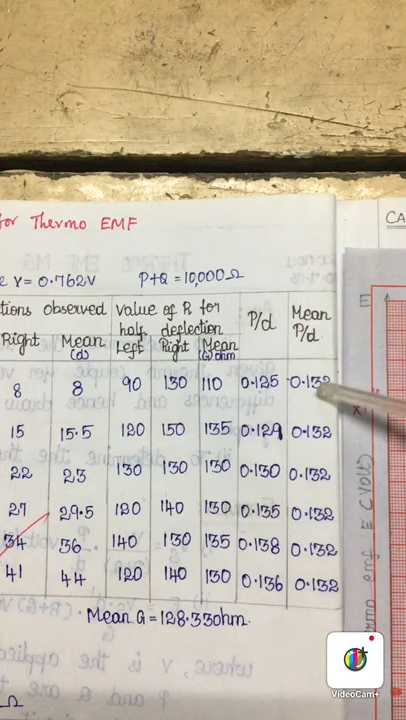 for Thermo EMF
CA
e V = 0.762V P+Q = 10,000Ω
tions observed Value of R for half deflection P/d Mean P/d.
Right Mean (d) Left Right Mean (G) ohm
8 8 90 130 110 0.125 0.132
15 15.5 120 150 135 0.129 0.132
22 23 130 130 130 0.130 0.132
27 29.5 120 140 130 0.135 0.132
34 36 140 130 135 0.138 0.132
41 44 120 140 130 0.136 0.132
Mean G = 128.33ohm.
Ω
E
emf E (Volt)
VideoCam+